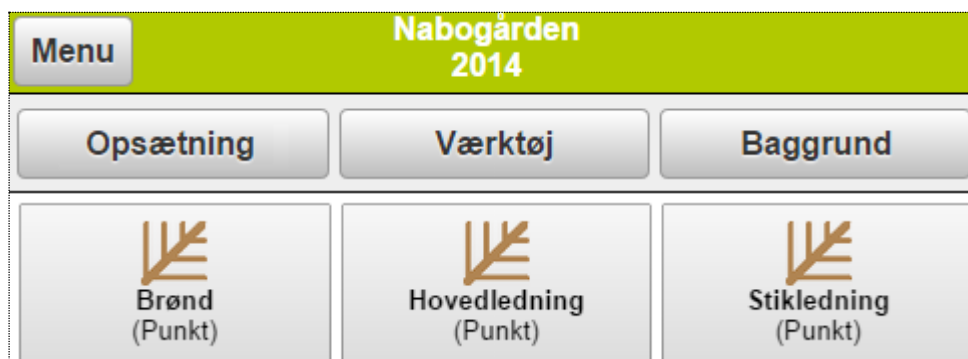 Menu
Nabogården
2014
Opsætning
Værktøj
Baggrund
Brønd
(Punkt)
Hovedledning
(Punkt)
Stikledning
(Punkt)